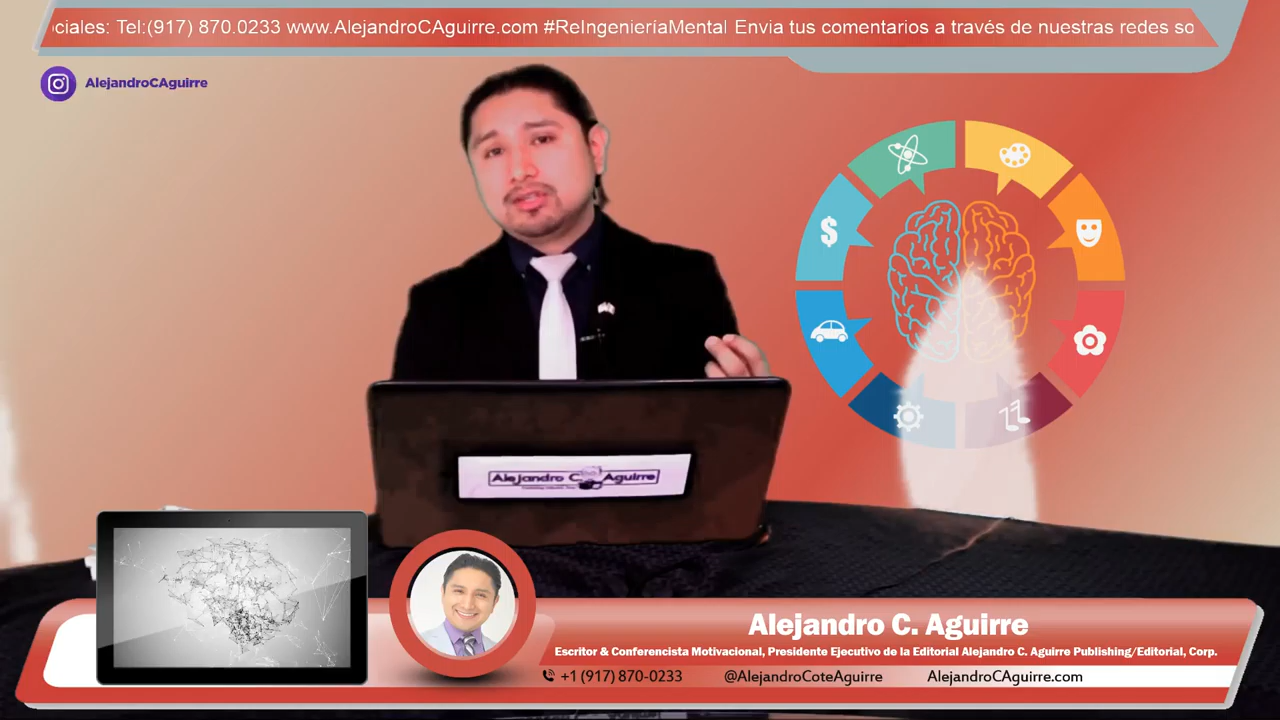 ciales: Tel:(917) 870.0233 www.AlejandroCAguirre.com #ReIngenieríaMental Envia tus comentarios a través de nuestras redes so
AlejandroCAguirre
$
Alejandro C. Aguirre
Alejandro C. Aguirre
Escritor & Conferencista Motivacional, Presidente Ejecutivo de la Editorial Alejandro C. Aguirre Publishing/Editorial, Corp.
+1 (917) 870-0233 @AlejandroCoteAguirre AlejandroCAguirre.com